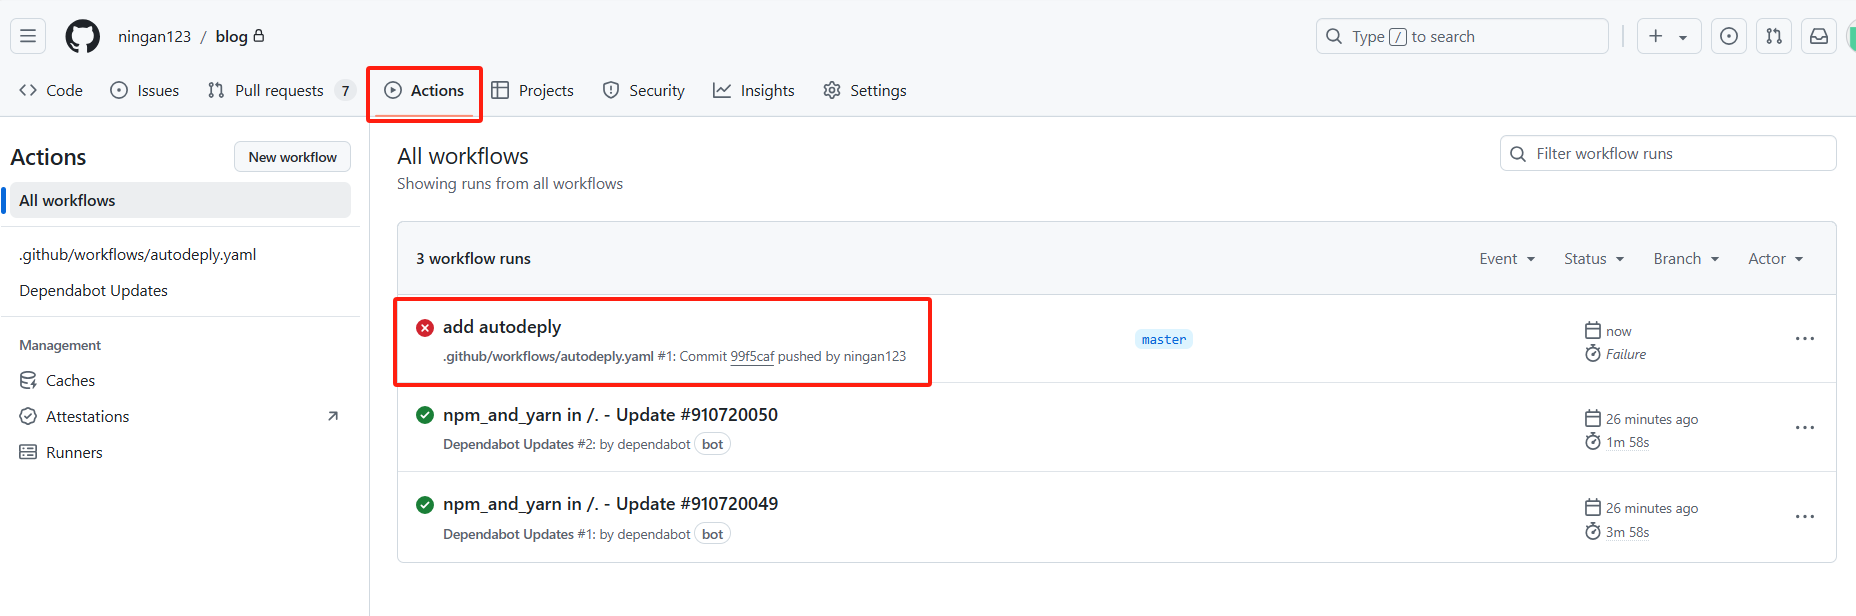 ningan123 / blog
Type / to search
Code
Issues
Pull requests 7
Actions
Projects
Security
Insights
Settings
Actions
New workflow
All workflows
.github/workflows/autodeply.yaml
Dependabot Updates
Management
Caches
Attestations
Runners
All workflows
Showing runs from all workflows
Filter workflow runs
3 workflow runs
Event
Status
Branch
Actor
add autodeply
.github/workflows/autodeply.yaml #1: Commit 99f5caf pushed by ningan123
master
now
Failure
npm_and_yarn in /. - Update #910720050
Dependabot Updates #2: by dependabot bot
26 minutes ago
1m 58s
npm_and_yarn in /. - Update #910720049
Dependabot Updates #1: by dependabot bot
26 minutes ago
3m 58s